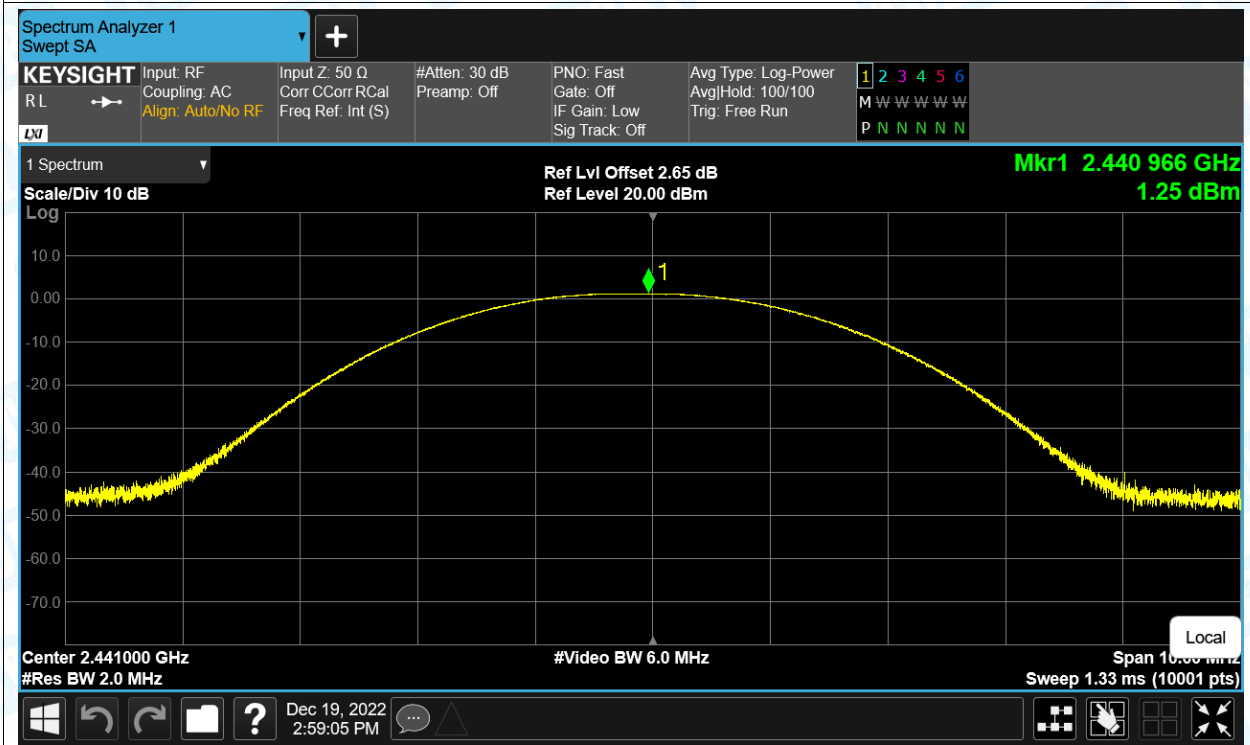 Spectrum Analyzer 1
Swept SA
KEYSIGHT
R L
LXI
Input: RF
Coupling: AC
Align: Auto/No RF
Input Z: 50 Ω
Corr CCorr RCal
Freq Ref: Int (S)
#Atten: 30 dB
Preamp: Off
PNO: Fast
Gate: Off
IF Gain: Low
Sig Track: Off
Avg Type: Log-Power
Avg|Hold: 100/100
Trig: Free Run
1 2 3 4 5 6
M W W W W W
P N N N N N
1 Spectrum
Scale/Div 10 dB
Log
Ref Lvl Offset 2.65 dB
Ref Level 20.00 dBm
Mkr1 2.440 966 GHz
1.25 dBm
1
10.0
0.00
-10.0
-20.0
-30.0
-40.0
-50.0
-60.0
-70.0
Local
Center 2.441000 GHz
#Video BW 6.0 MHz
Span 10.00 MHz
#Res BW 2.0 MHz
Sweep 1.33 ms (10001 pts)
?
Dec 19, 2022
2:59:05 PM